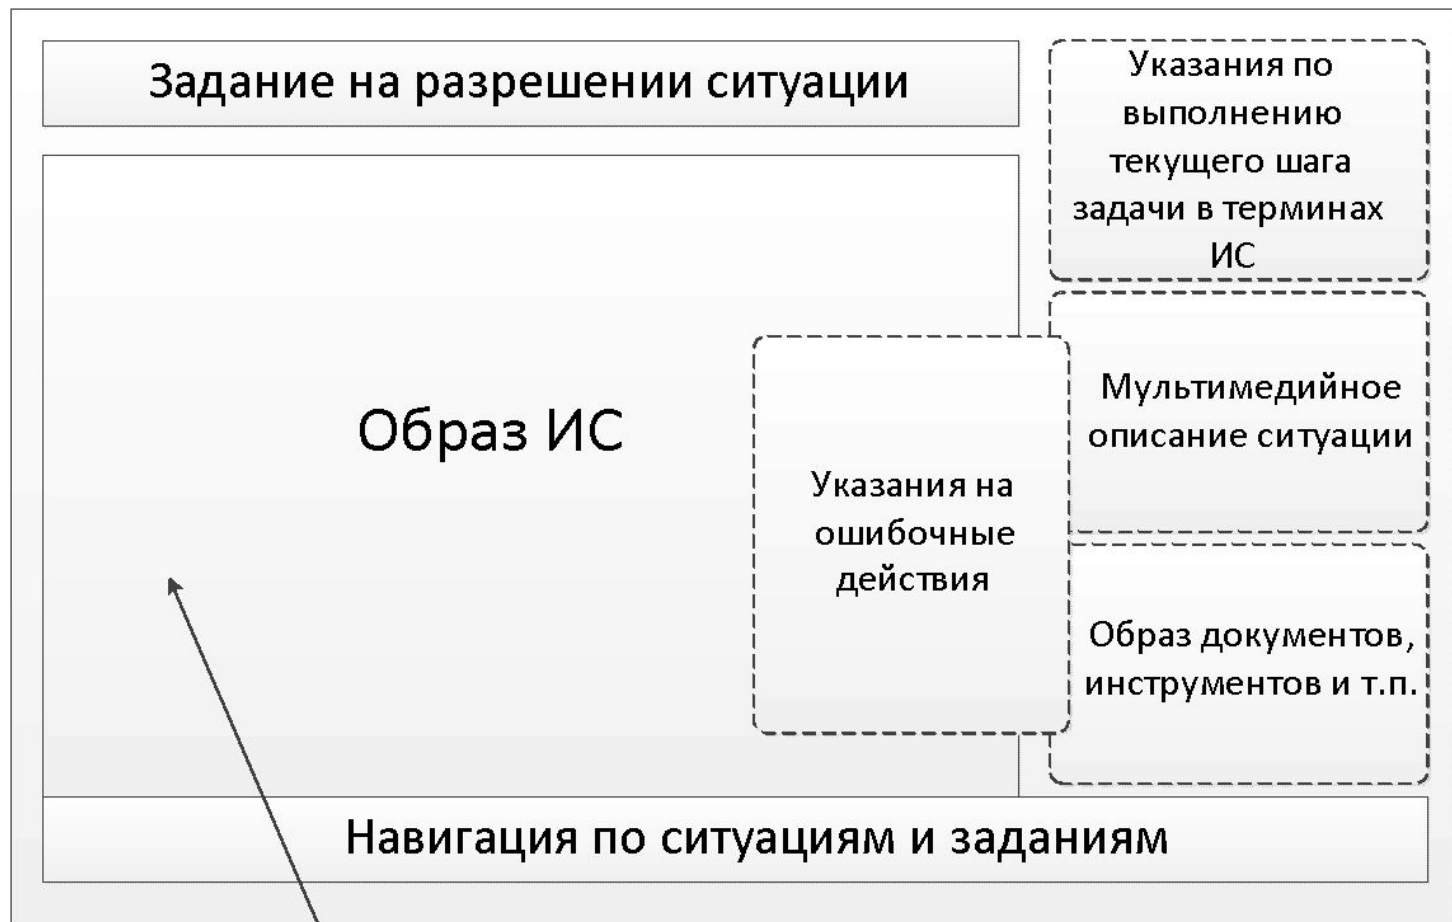 Задание на разрешении ситуации
Указания по
выполнению
текущего шага
задачи в терминах
ИС
Образ ИС
Мультимедийное
описание ситуации
Указания на
ошибочные
действия
Образ документов,
инструментов и т.п.
Навигация по ситуациям и заданиям